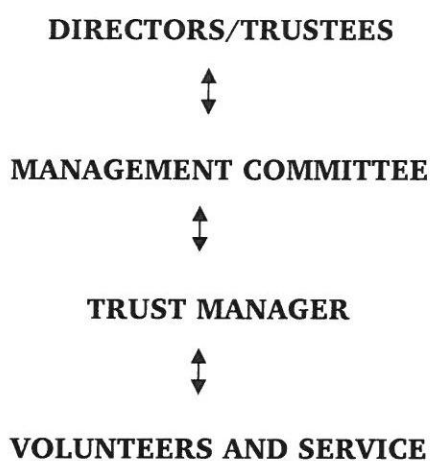 DIRECTORS/TRUSTEES
MANAGEMENT COMMITTEE
TRUST MANAGER
VOLUNTEERS AND SERVICE